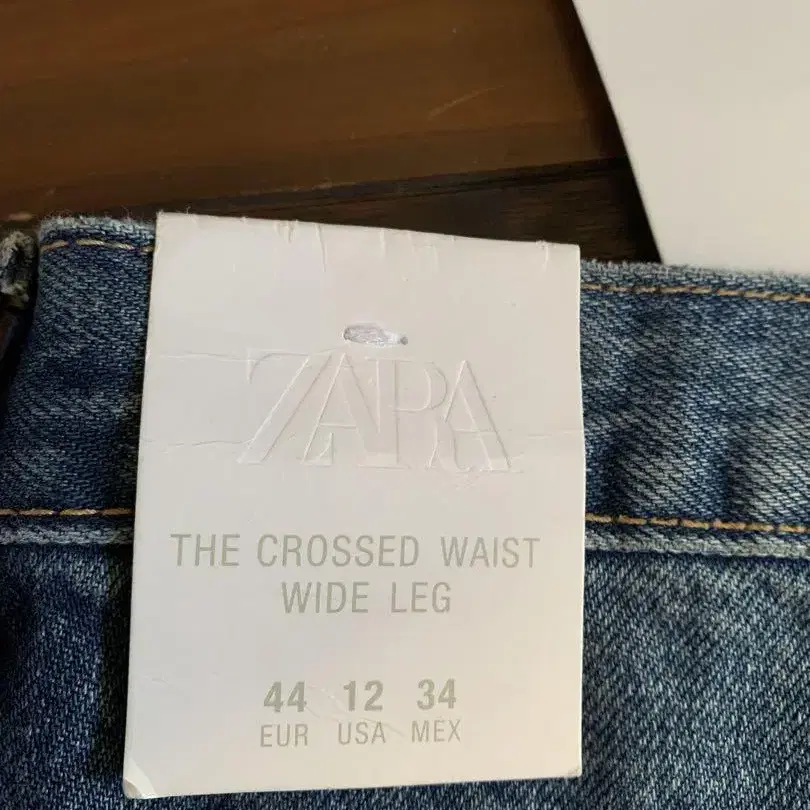 ZARA
THE CROSSED WAIST
WIDE LEG
44 12 34
EUR USA MEX